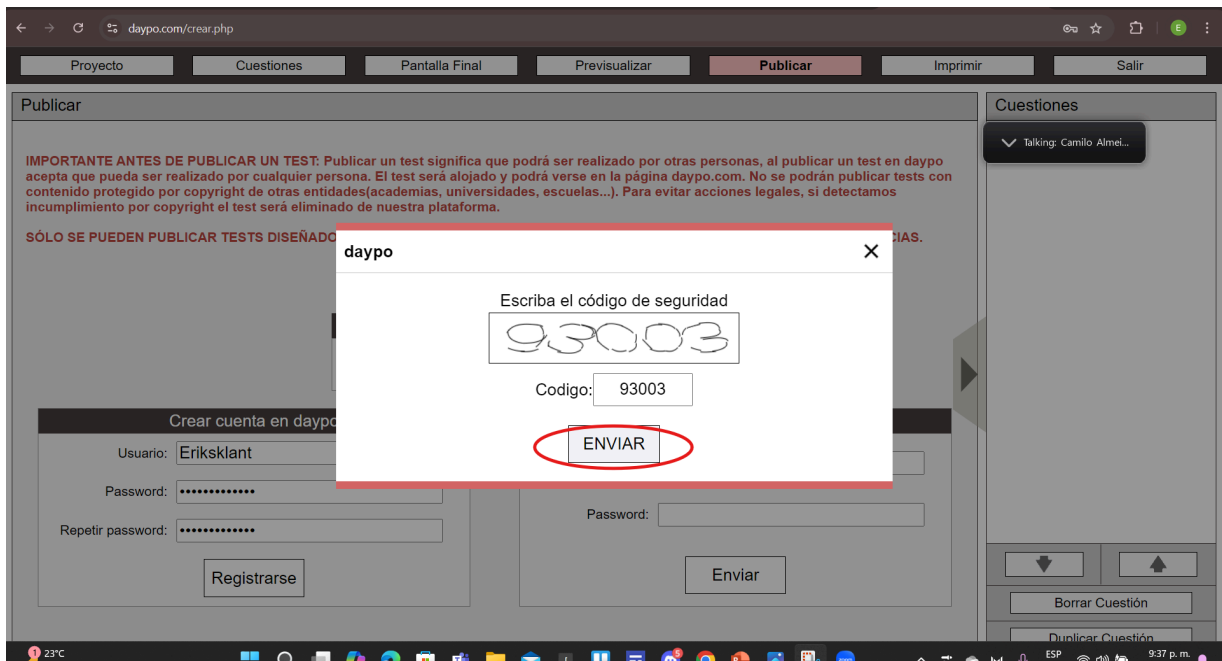 daypo.com/crear.php
E
Proyecto Cuestiones Pantalla Final Previsualizar Publicar Imprimir Salir
Publicar
IMPORTANTE ANTES DE PUBLICAR UN TEST: Publicar un test significa que podrá ser realizado por otras personas, al publicar un test en daypo
acepta que pueda ser realizado por cualquier persona. El test será alojado y podrá verse en la página daypo.com. No se podrán publicar tests con
contenido protegido por copyright de otras entidades(academias, universidades, escuelas...). Para evitar acciones legales, si detectamos
incumplimiento por copyright el test será eliminado de nuestra plataforma.
SÓLO SE PUEDEN PUBLICAR TESTS DISEÑADO
CIAS.
daypo
Escriba el código de seguridad
93003
Codigo: 93003
ENVIAR
Crear cuenta en daypo
Usuario: Eriksklant
Password:
Repetir password:
Registrarse
Password:
Enviar
Cuestiones
Talking: Camilo Almei...
Borrar Cuestión
Duplicar Cuestión
1 23°C
ESP 9:37 p. m.